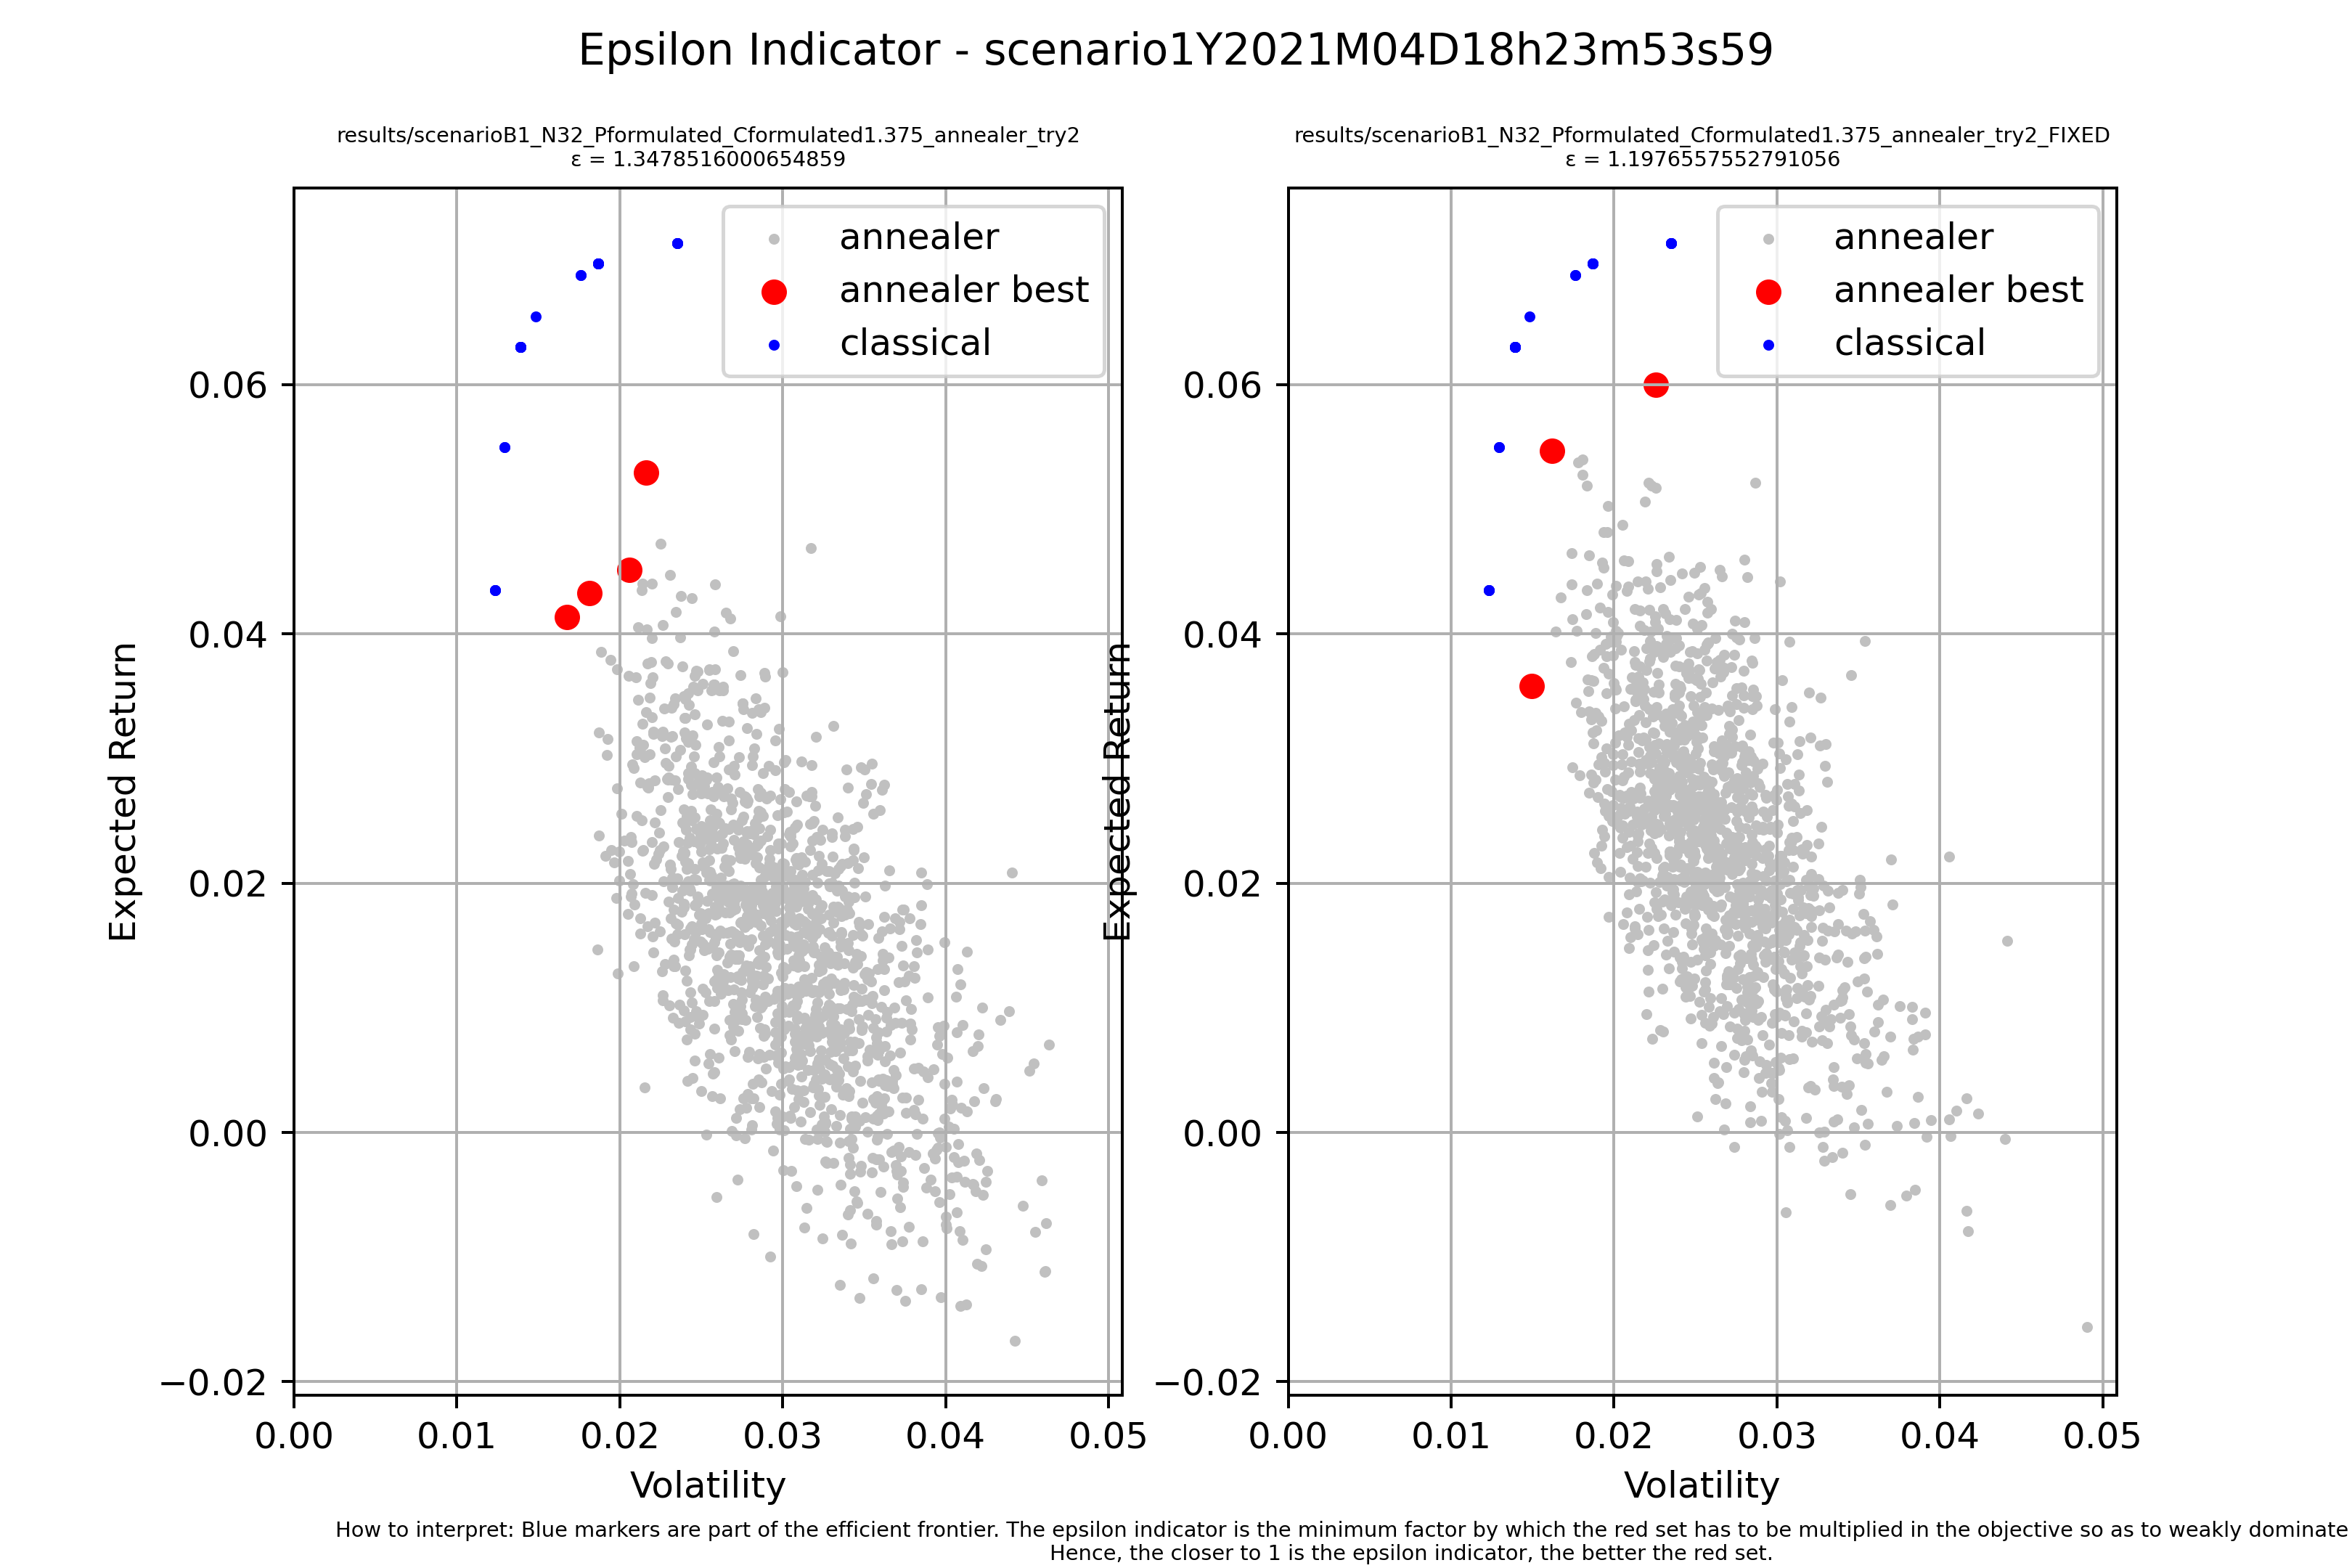 Epsilon Indicator - scenario1Y2021M04D18h23m53s59
results/scenarioB1_N32_Pformulated_Cformulated1.375_annealer_try2
ε = 1.3478516000654859
annealer
annealer best
classical
0.06
0.04
0.02
0.00
−0.02
Expected Return
0.00 0.01 0.02 0.03 0.04 0.05
Volatility
results/scenarioB1_N32_Pformulated_Cformulated1.375_annealer_try2_FIXED
ε = 1.1976557552791056
annealer
annealer best
classical
0.06
0.04
0.02
0.00
−0.02
Expected Return
0.00 0.01 0.02 0.03 0.04 0.05
Volatility
How to interpret: Blue markers are part of the efficient frontier. The epsilon indicator is the minimum factor by which the red set has to be multiplied in the objective so as to weakly dominate
Hence, the closer to 1 is the epsilon indicator, the better the red set.